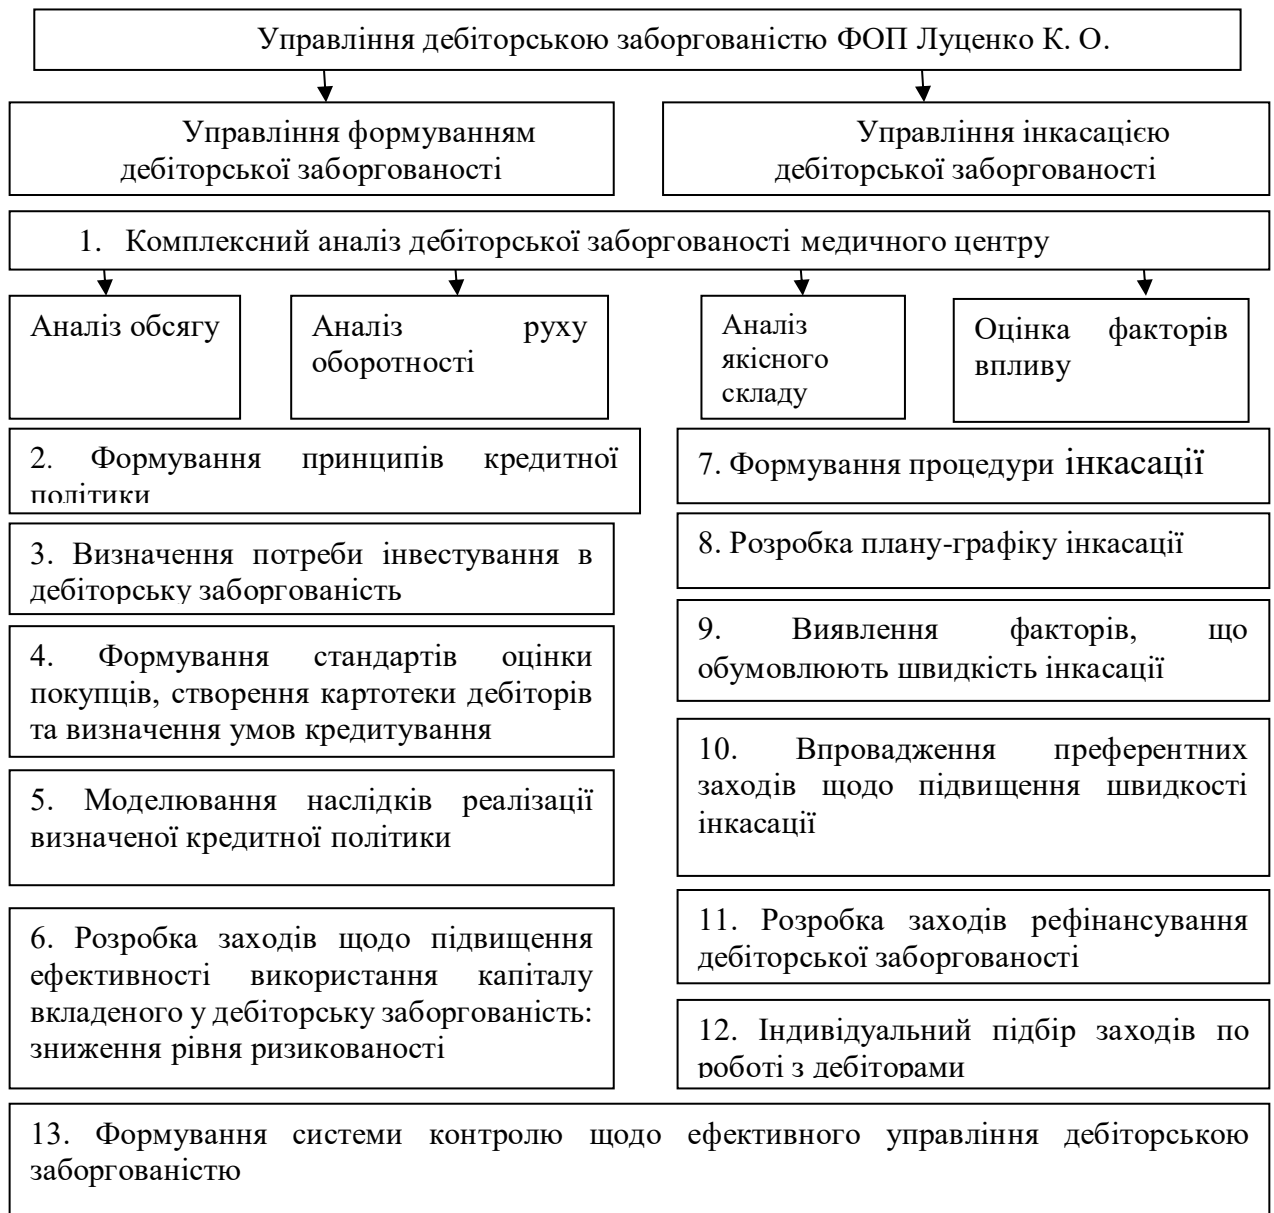 Управління дебіторською заборгованістю ФОП Луценко К. О.
Управління формуванням
дебіторської заборгованості
Управління інкасацією
дебіторської заборгованості
1. Комплексний аналіз дебіторської заборгованості медичного центру
Аналіз обсягу
Аналіз руху
оборотності
Аналіз
якісного
складу
Оцінка факторів
впливу
2. Формування принципів кредитної
політики
3. Визначення потреби інвестування в
дебіторську заборгованість
4. Формування стандартів оцінки
покупців, створення картотеки дебіторів
та визначення умов кредитування
5. Моделювання наслідків реалізації
визначеної кредитної політики
6. Розробка заходів щодо підвищення
ефективності використання капіталу
вкладеного у дебіторську заборгованість:
зниження рівня ризикованості
7. Формування процедури інкасації
8. Розробка плану-графіку інкасації
9. Виявлення факторів, що
обумовлюють швидкість інкасації
10. Впровадження преферентних
заходів щодо підвищення швидкості
інкасації
11. Розробка заходів рефінансування
дебіторської заборгованості
12. Індивідуальний підбір заходів по
роботі з дебіторами
13. Формування системи контролю щодо ефективного управління дебіторською
заборгованістю